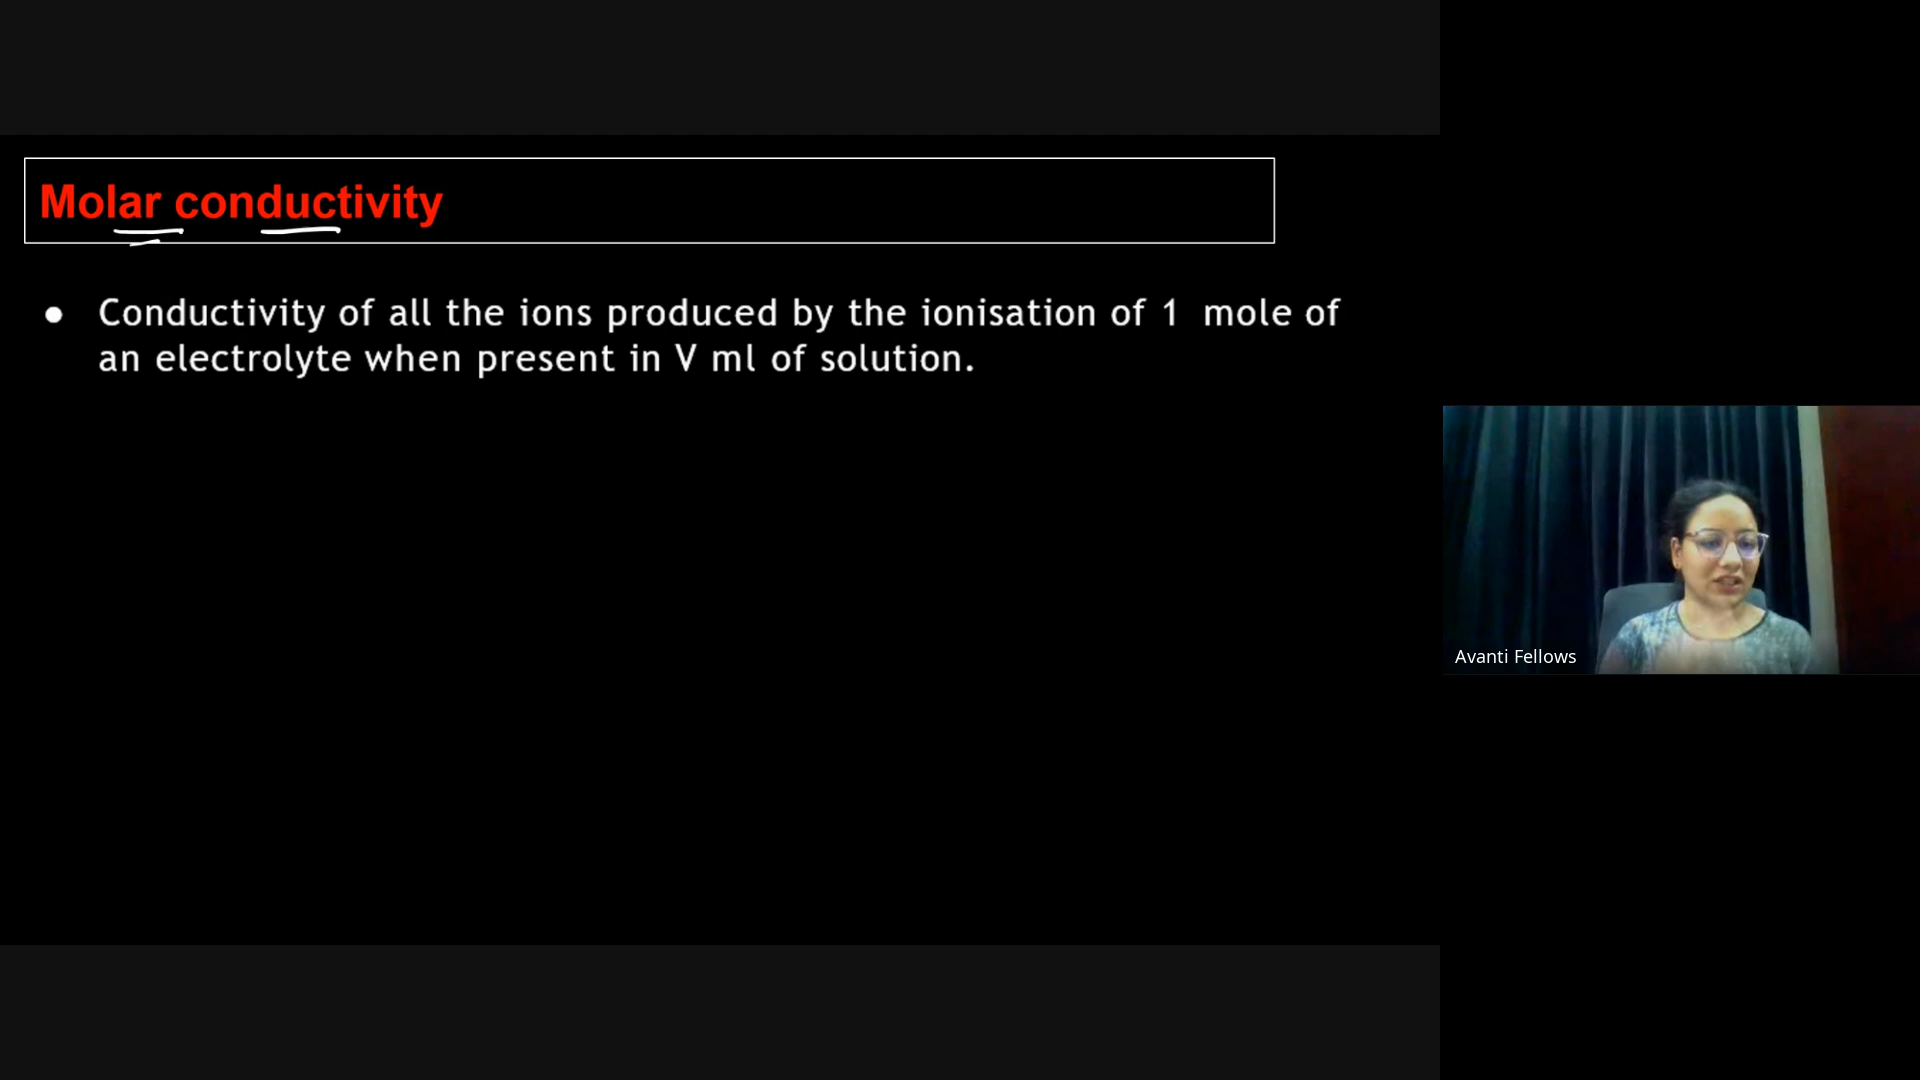 Molar conductivity
● Conductivity of all the ions produced by the ionisation of 1 mole of
an electrolyte when present in V ml of solution.
Avanti Fellows